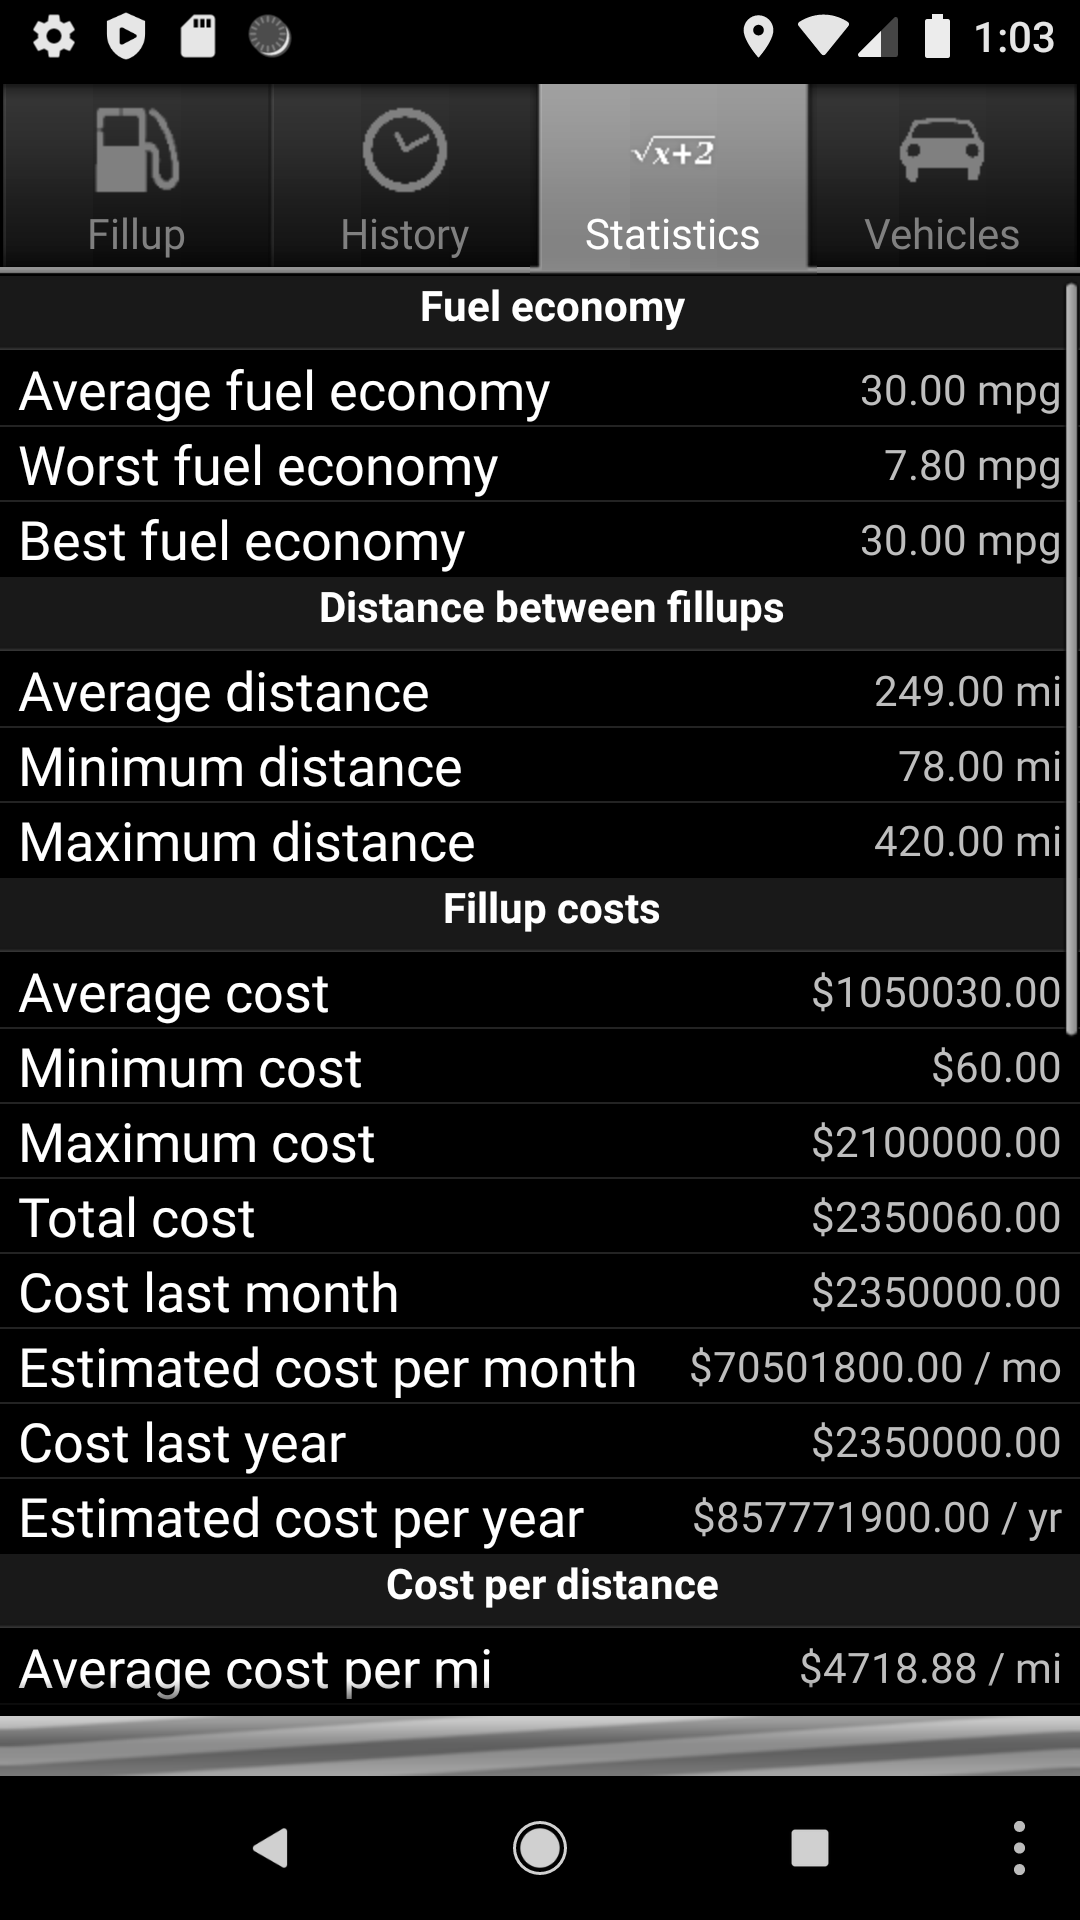 1:03
√x+2
Fillup History Statistics Vehicles
Fuel economy
Average fuel economy 30.00 mpg
Worst fuel economy 7.80 mpg
Best fuel economy 30.00 mpg
Distance between fillups
Average distance 249.00 mi
Minimum distance 78.00 mi
Maximum distance 420.00 mi
Fillup costs
Average cost $1050030.00
Minimum cost $60.00
Maximum cost $2100000.00
Total cost $2350060.00
Cost last month $2350000.00
Estimated cost per month $70501800.00 / mo
Cost last year $2350000.00
Estimated cost per year $857771900.00 / yr
Cost per distance
Average cost per mi $4718.88 / mi